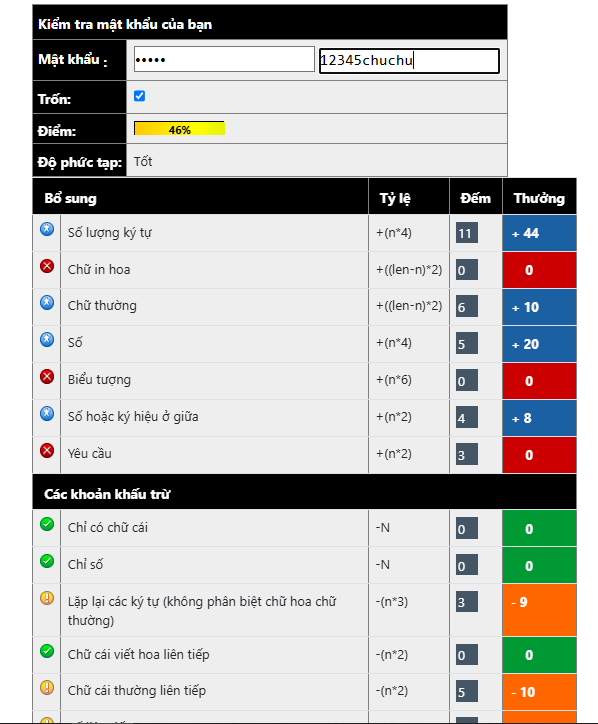 Kiểm tra mật khẩu của bạn
Mật khẩu : ••••• 12345chuchu
Trốn:
Điểm: 46%
Độ phức tạp: Tốt
Bổ sung Tỷ lệ Đếm Thưởng
Số lượng ký tự +(n*4) 11 + 44
Chữ in hoa +((len-n)*2) 0 0
Chữ thường +((len-n)*2) 6 + 10
Số +(n*4) 5 + 20
Biểu tượng +(n*6) 0 0
Số hoặc ký hiệu ở giữa +(n*2) 4 + 8
Yêu cầu +(n*2) 3 0
Các khoản khấu trừ
Chỉ có chữ cái -N 0 0
Chỉ số -N 0 0
Lặp lại các ký tự (không phân biệt chữ hoa chữ -(n*3) 3 - 9
thường)
Chữ cái viết hoa liên tiếp -(n*2) 0 0
Chữ cái thường liên tiếp -(n*2) 5 - 10